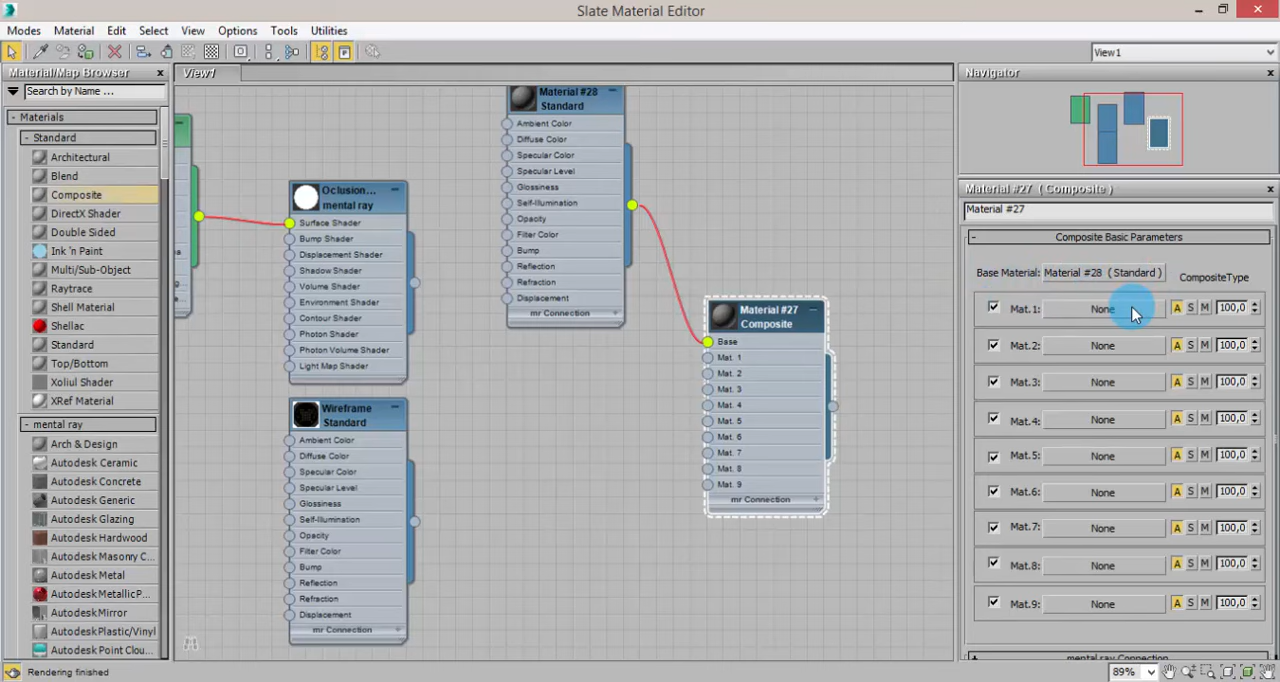 Slate Material Editor
Modes Material Edit Select View Options Tools Utilities
View1
Material/Map Browser
Search by Name ...
Materials
Standard
Architectural
Blend
Composite
DirectX Shader
Double Sided
Ink 'n Paint
Multi/Sub-Object
Raytrace
Shell Material
Shellac
Standard
Top/Bottom
Xoliul Shader
XRef Material
mental ray
Arch & Design
Autodesk Ceramic
Autodesk Concrete
Autodesk Generic
Autodesk Glazing
Autodesk Hardwood
Autodesk Masonry C...
Autodesk Metal
Autodesk MetallicP...
Autodesk Mirror
Autodesk Plastic/Vinyl
Autodesk Point Clou...
View1
Oclusion...
mental ray
Surface Shader
Bump Shader
Displacement Shader
Shadow Shader
Volume Shader
Environment Shader
Contour Shader
Photon Shader
Photon Volume Shader
Light Map Shader
Wireframe
Standard
Ambient Color
Diffuse Color
Specular Color
Specular Level
Glossiness
Self-Illumination
Opacity
Filter Color
Bump
Reflection
Refraction
Displacement
mr Connection
Material #28
Standard
Ambient Color
Diffuse Color
Specular Color
Specular Level
Glossiness
Self-Illumination
Opacity
Filter Color
Bump
Reflection
Refraction
Displacement
mr Connection
Material #27
Composite
Base
Mat. 1
Mat. 2
Mat. 3
Mat. 4
Mat. 5
Mat. 6
Mat. 7
Mat. 8
Mat. 9
mr Connection
Navigator
Material #27 ( Composite )
Material #27
Composite Basic Parameters
Base Material: Material #28 ( Standard )
CompositeType
Mat.1: None A S M 100,0
Mat.2: None A S M 100,0
Mat.3: None A S M 100,0
Mat.4: None A S M 100,0
Mat.5: None A S M 100,0
Mat.6: None A S M 100,0
Mat.7: None A S M 100,0
Mat.8: None A S M 100,0
Mat.9: None A S M 100,0
mental ray Connection
Rendering finished
89%